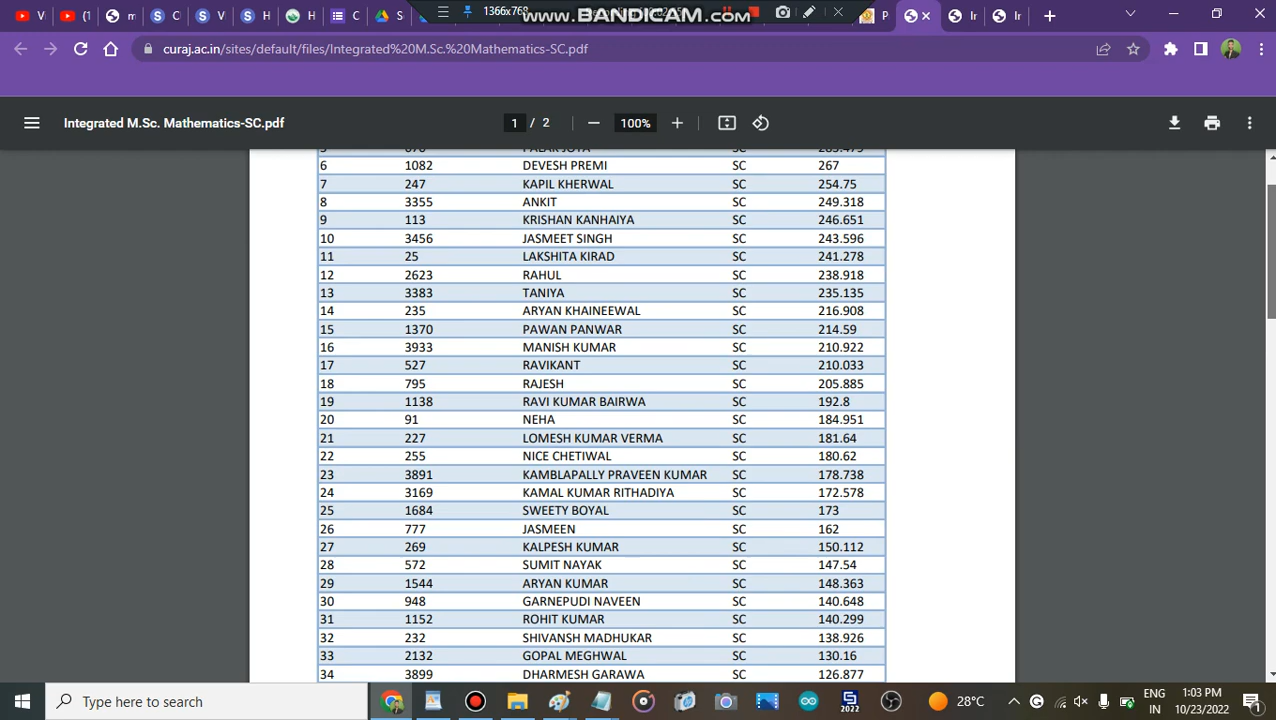 1366x768
www.BANDICAM.com
curaj.ac.in/sites/default/files/Integrated%20M.Sc.%20Mathematics-SC.pdf
Integrated M.Sc. Mathematics-SC.pdf 1 / 2 100%
6 1082 DEVESH PREMI SC 267
7 247 KAPIL KHERWAL SC 254.75
8 3355 ANKIT SC 249.318
9 113 KRISHAN KANHAIYA SC 246.651
10 3456 JASMEET SINGH SC 243.596
11 25 LAKSHITA KIRAD SC 241.278
12 2623 RAHUL SC 238.918
13 3383 TANIYA SC 235.135
14 235 ARYAN KHAINEEWAL SC 216.908
15 1370 PAWAN PANWAR SC 214.59
16 3933 MANISH KUMAR SC 210.922
17 527 RAVIKANT SC 210.033
18 795 RAJESH SC 205.885
19 1138 RAVI KUMAR BAIRWA SC 192.8
20 91 NEHA SC 184.951
21 227 LOMESH KUMAR VERMA SC 181.64
22 255 NICE CHETIWAL SC 180.62
23 3891 KAMBLAPALLY PRAVEEN KUMAR SC 178.738
24 3169 KAMAL KUMAR RITHADIYA SC 172.578
25 1684 SWEETY BOYAL SC 173
26 777 JASMEEN SC 162
27 269 KALPESH KUMAR SC 150.112
28 572 SUMIT NAYAK SC 147.54
29 1544 ARYAN KUMAR SC 148.363
30 948 GARNEPUDI NAVEEN SC 140.648
31 1152 ROHIT KUMAR SC 140.299
32 232 SHIVANSH MADHUKAR SC 138.926
33 2132 GOPAL MEGHWAL SC 130.16
34 3899 DHARMESH GARAWA SC 126.877
Type here to search 2022 28°C ENG 1:03 PM
IN 10/23/2022